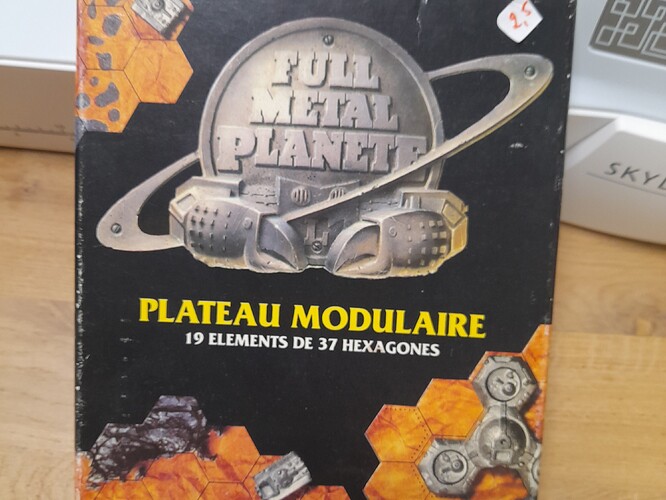 2,5
FULL
METAL
PLANETE
SKY
PLATEAU MODULAIRE
19 ELEMENTS DE 37 HEXAGONES